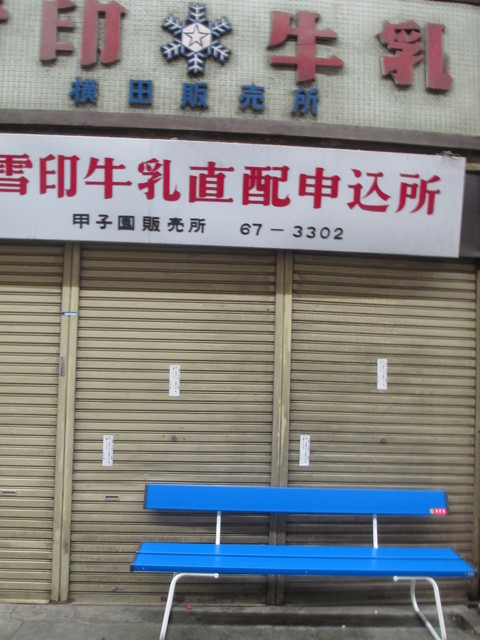 印 牛乳
横田販売所
雪印牛乳直配申込所
甲子園販売所 67-3302